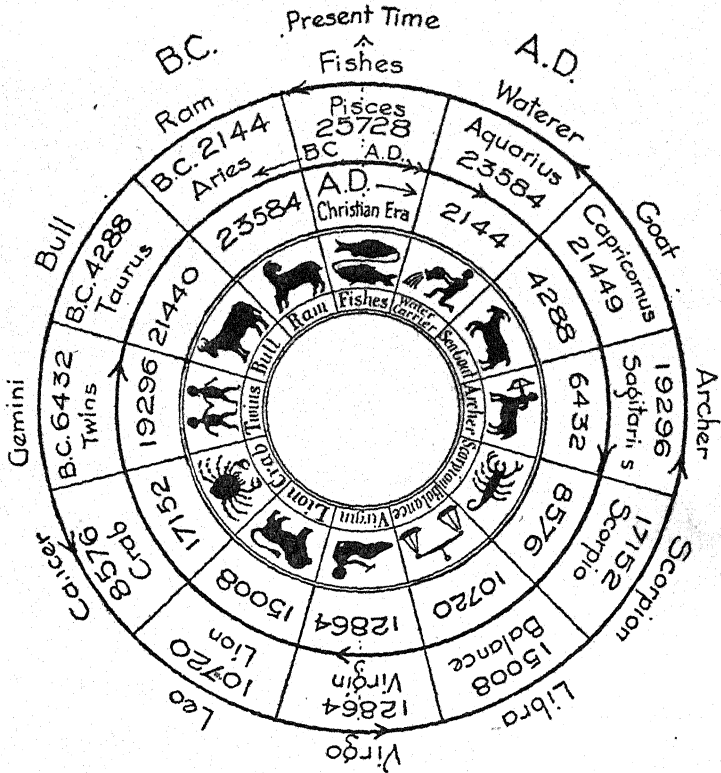 Present Time
B.C.
A.D.
Fishes
Waterer
Goat
Archer
Scorpion
Libra
Virgo
Leo
Cancer
Gemini
Bull
Ram
Pisces
25728
BC A.D.
Aquarius
23584
Capricornus
21449
19296
Sagitaris
17152
Scorpio
15008
Balance
Virgin
12864
10720
Lion
8576
Crab
B.C. 6432
Twins
B.C. 4288
Taurus
B.C. 2144
Aries
A.D.
Christian Era
2144
4288
6432
8576
10720
12864
15008
17152
19296
21440
23584
Fishes
Water
Carrier
SeaGoat
Archer
Scorpion
Balance
Virgin
Lion
Crab
Twins
Bull
Ram